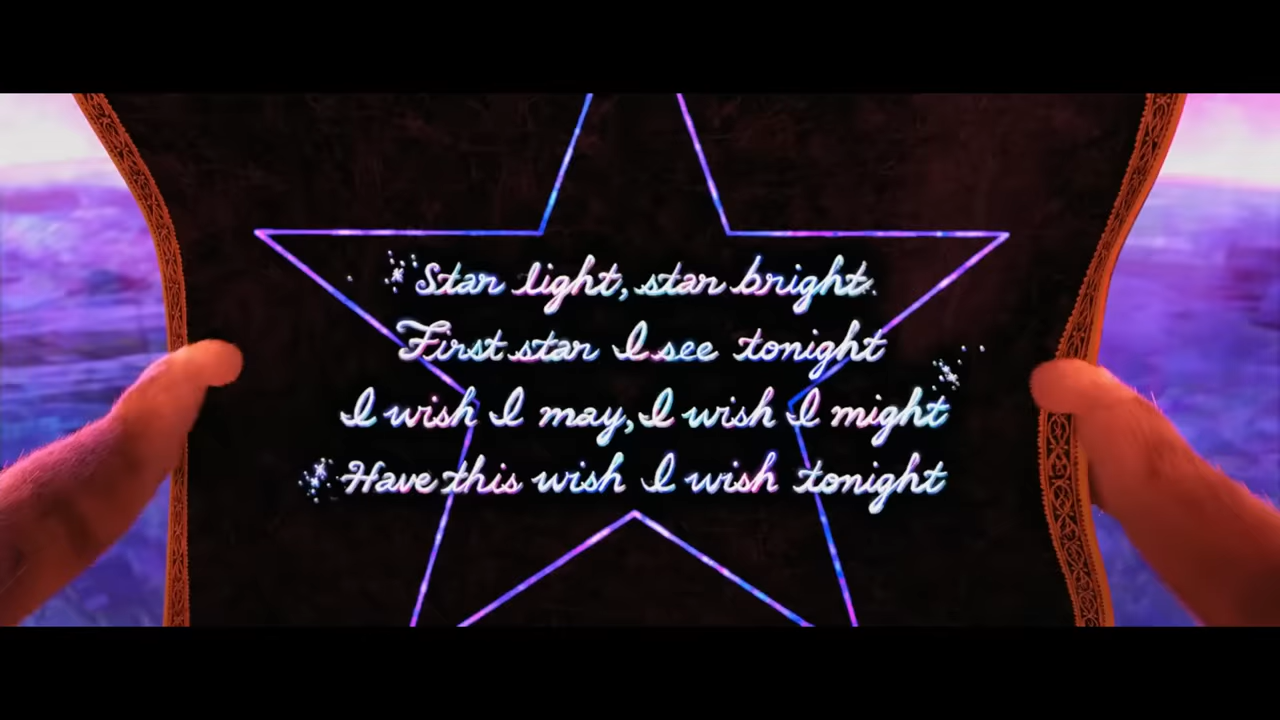 Star light, star bright.
First star I see tonight
I wish I may, I wish I might
Have this wish I wish tonight